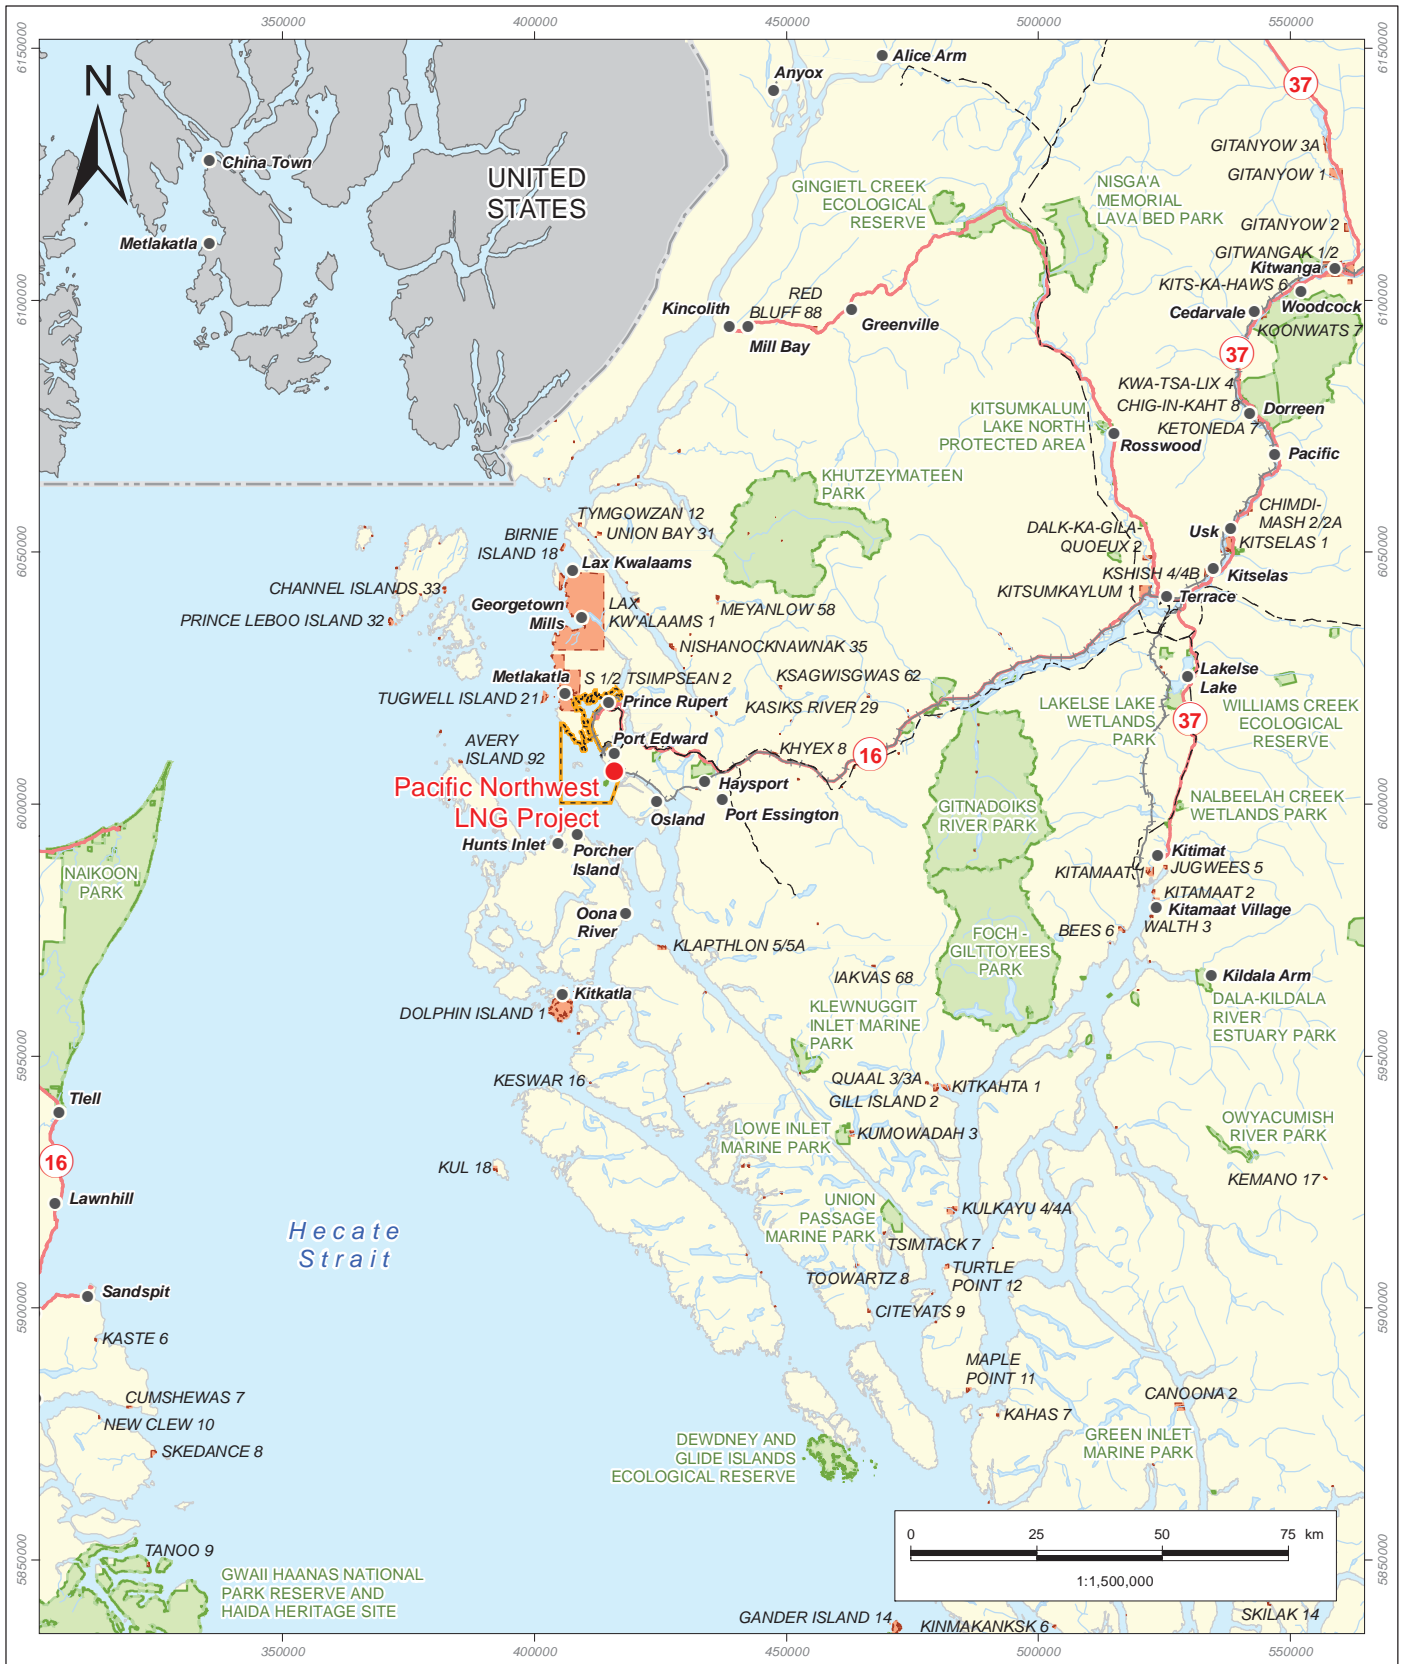 350000
400000
450000
500000
550000
6150000
6150000
N
Alice Arm
Anyox
37
China Town
UNITED
STATES
GITANYOW 3A
GITANYOW 1
GINGIETL CREEK
ECOLOGICAL
RESERVE
NISGA'A
MEMORIAL
LAVA BED PARK
GITANYOW 2
Metlakatla
GITWANGAK 1/2
Kitwanga
KITS-KA-HAWS 6
6100000
6100000
Kincolith
RED
BLUFF 88
Greenville
Mill Bay
Woodcock
Cedarvale
KOONWATS 7
37
KWA-TSA-LIX 4
CHIG-IN-KAHT 8
Dorreen
KETONEDA 7
KITSUMKALUM
LAKE NORTH
PROTECTED AREA
Rosswood
Pacific
KHUTZEYMATEEN
PARK
TYMGOWZAN 12
UNION BAY 31
BIRNIE
ISLAND 18
CHIMDI-
MASH 2/2A
DALK-KA-GILA-
QUOEUX 2
Usk
KITSELAS 1
6050000
6050000
Lax Kwalaams
KSHISH 4/4B
Kitselas
CHANNEL ISLANDS 33
KITSUMKAYLUM 1
Terrace
Georgetown
Mills
LAX
KW'ALAAMS 1
MEYANLOW 58
PRINCE LEBOO ISLAND 32
NISHANOCKNAWNAK 35
Metlakatla
S 1/2 TSIMPSEAN 2
KSAGWISGWAS 62
Lakelse
Lake
TUGWELL ISLAND 21
Prince Rupert
KASIKS RIVER 29
LAKELSE LAKE
WETLANDS
PARK
37
WILLIAMS CREEK
ECOLOGICAL
RESERVE
AVERY
ISLAND 92
Port Edward
KHYEX 8
16
Pacific Northwest
LNG Project
Haysport
Port Essington
Osland
GITNADOIKS
RIVER PARK
NALBEELAH CREEK
WETLANDS PARK
6000000
6000000
Hunts Inlet
Porcher
Island
Kitimat
JUGWEES 5
KITAMAAT 1
NAIKOON
PARK
KITAMAAT 2
Kitamaat Village
WALTH 3
Oona
River
BEES 6
FOCH -
GILTTOYEES
PARK
KLAPTHLON 5/5A
IAKVAS 68
Kildala Arm
Kitkatla
DOLPHIN ISLAND 1
KLEWNUGGIT
INLET MARINE
PARK
DALA-KILDALA
RIVER
ESTUARY PARK
5950000
5950000
KESWAR 16
QUAAL 3/3A
KITKAHTA 1
GILL ISLAND 2
Tlell
LOWE INLET
MARINE PARK
KUMOWADAH 3
OWYACUMISH
RIVER PARK
16
KUL 18
KEMANO 17
Lawnhill
UNION
PASSAGE
MARINE PARK
KULKAYU 4/4A
Hecate
Strait
TSIMTACK 7
TOOWARTZ 8
TURTLE
POINT 12
Sandspit
CITEYATS 9
5900000
5900000
KASTE 6
MAPLE
POINT 11
CANOONA 2
CUMSHEWAS 7
NEW CLEW 10
KAHAS 7
SKEDANCE 8
DEWDNEY AND
GLIDE ISLANDS
ECOLOGICAL RESERVE
GREEN INLET
MARINE PARK
0
25
50
75 km
1:1,500,000
5850000
5850000
TANOO 9
GWAII HAANAS NATIONAL
PARK RESERVE AND
HAIDA HERITAGE SITE
GANDER ISLAND 14
KINMAKANKSK 6
SKILAK 14
350000
400000
450000
500000
550000